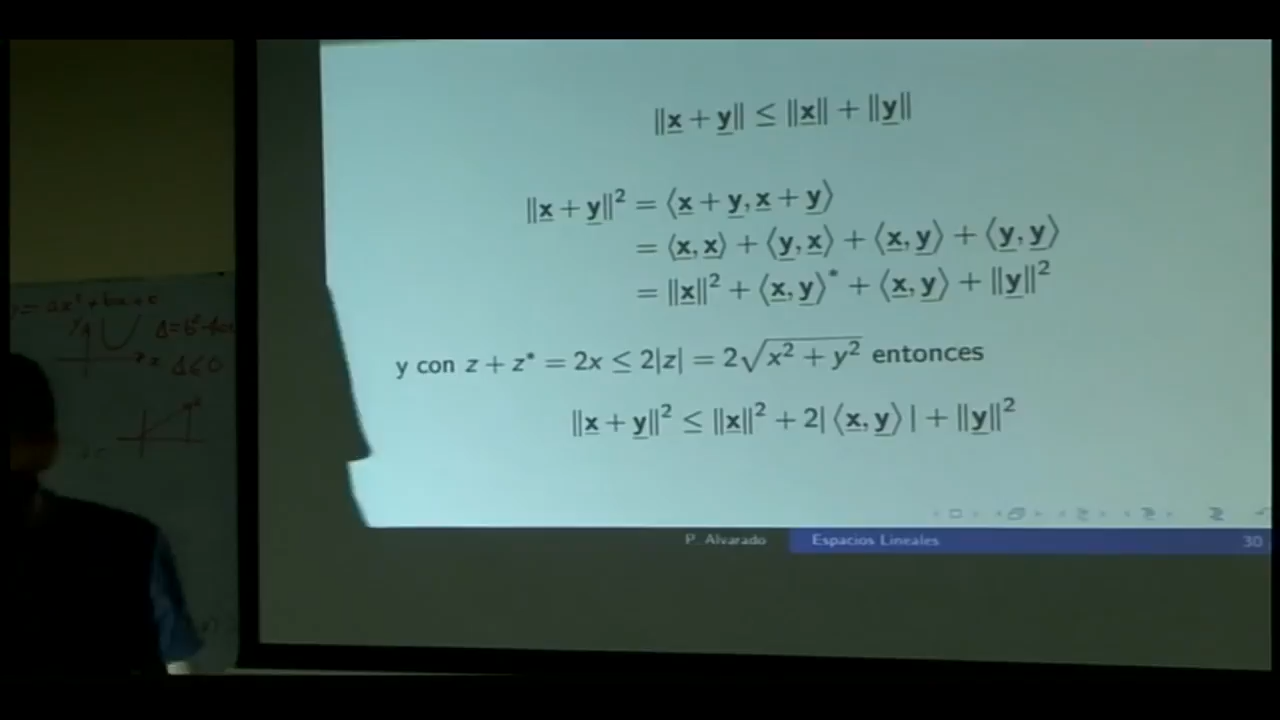 ‖x + y‖ ≤ ‖x‖ + ‖y‖
‖x + y‖² = ⟨x + y, x + y⟩
= ⟨x, x⟩ + ⟨y, x⟩ + ⟨x, y⟩ + ⟨y, y⟩
= ‖x‖² + ⟨x, y⟩* + ⟨x, y⟩ + ‖y‖²
y con z + z* = 2x ≤ 2|z| = 2√(x² + y²) entonces
‖x + y‖² ≤ ‖x‖² + 2| ⟨x, y⟩ | + ‖y‖²
P. Alvarado Espacios Lineales 30